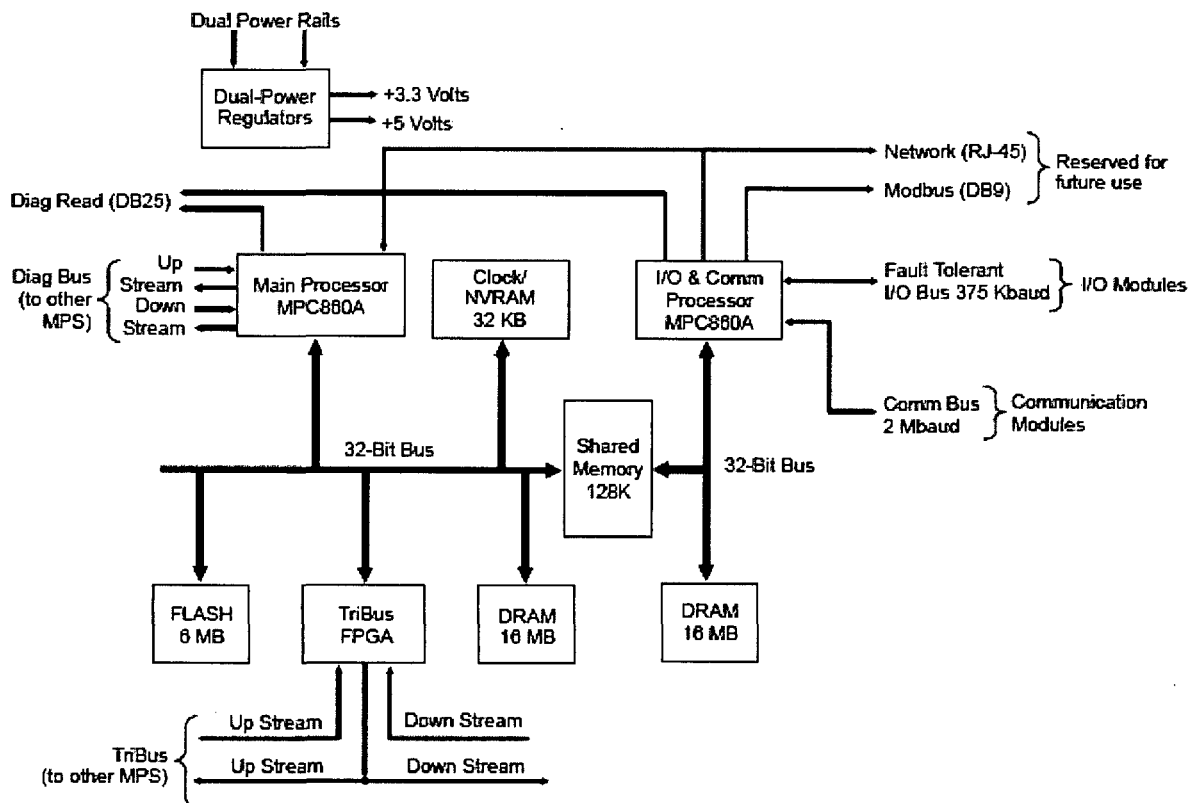 Dual Power Rails
Dual-Power
Regulators
+3.3 Volts
+5 Volts
Network (RJ-45)
Modbus (DB9)
Reserved for
future use
Diag Read (DB25)
Diag Bus
(to other
MPS)
Up
Stream
Down
Stream
Main Processor
MPC860A
Clock/
NVRAM
32 KB
I/O & Comm
Processor
MPC860A
Fault Tolerant
I/O Bus 375 Kbaud
I/O Modules
Comm Bus
2 Mbaud
Communication
Modules
32-Bit Bus
Shared
Memory
128K
32-Bit Bus
FLASH
6 MB
TriBus
FPGA
DRAM
16 MB
DRAM
16 MB
Up Stream
Down Stream
TriBus
(to other MPS)
Up Stream
Down Stream